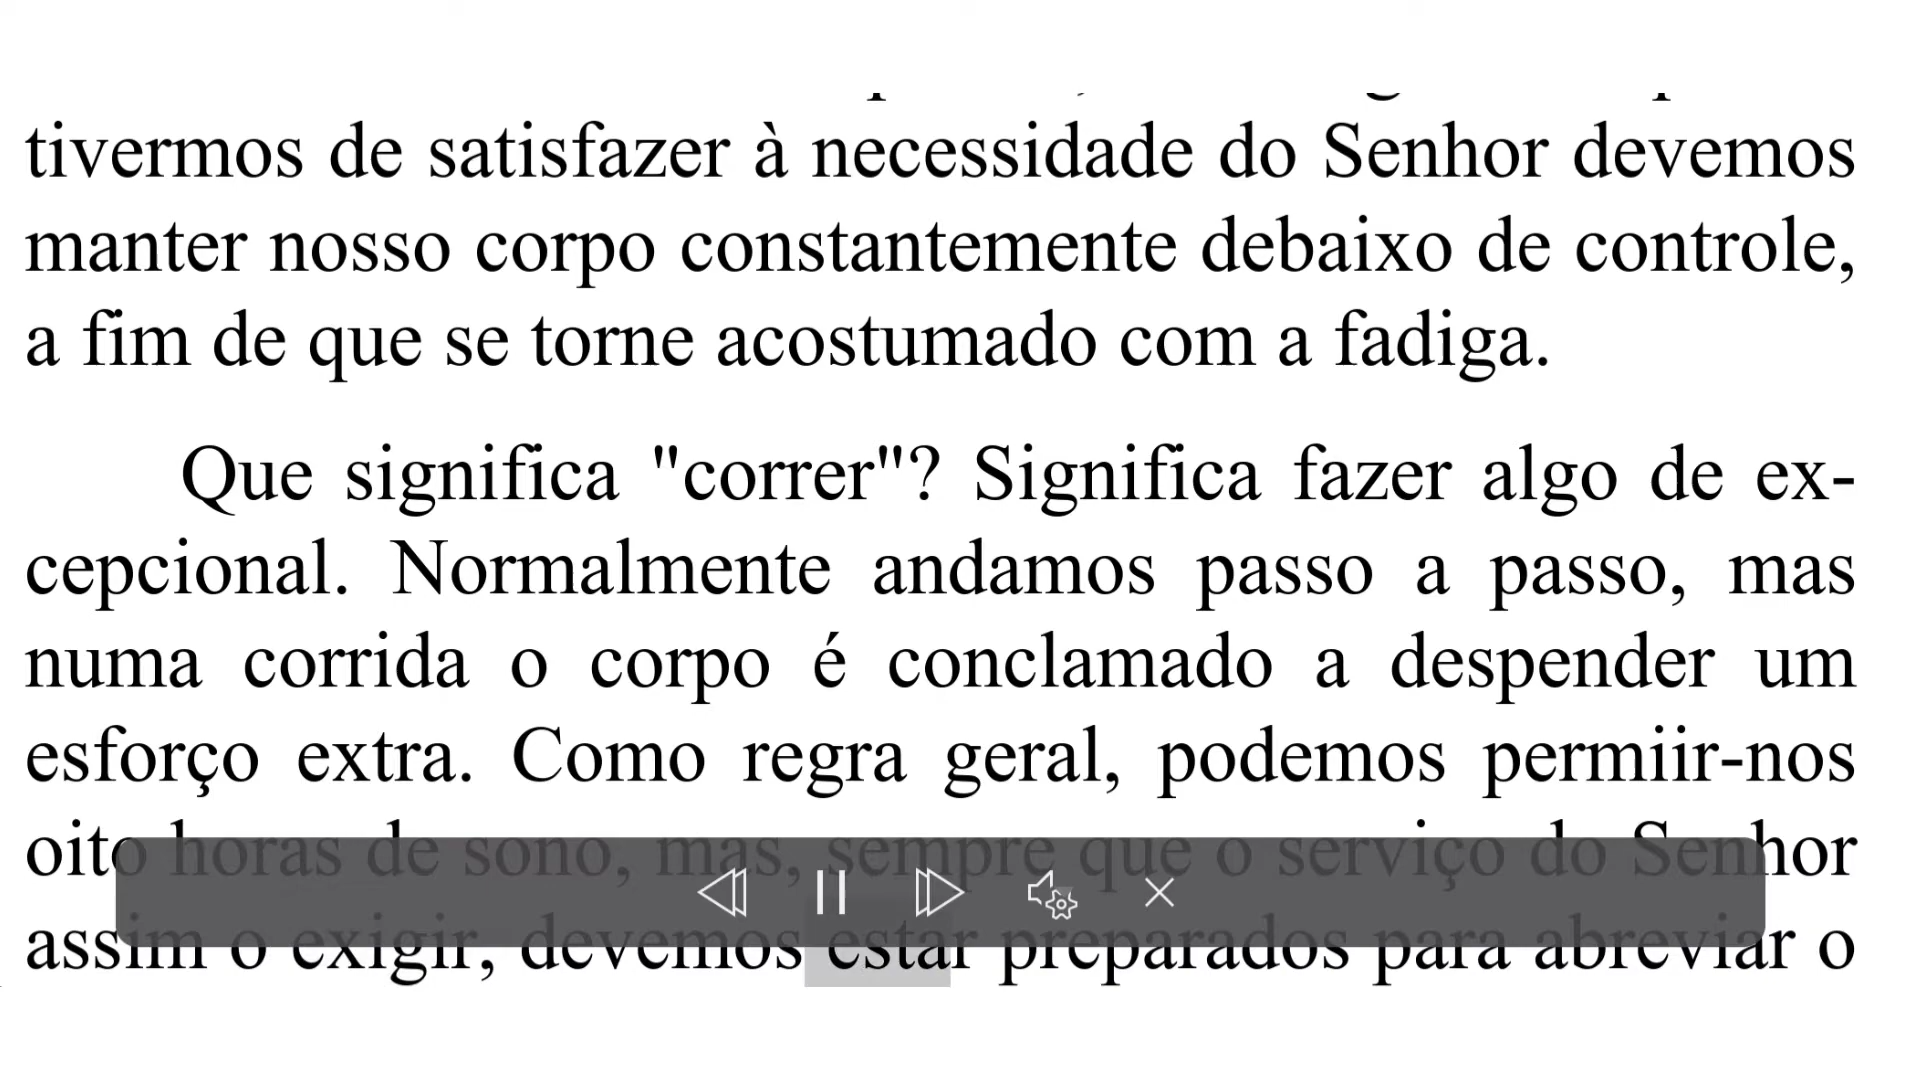 tivermos de satisfazer à necessidade do Senhor devemos
manter nosso corpo constantemente debaixo de controle,
a fim de que se torne acostumado com a fadiga.
Que significa "correr"? Significa fazer algo de ex-
cepcional. Normalmente andamos passo a passo, mas
numa corrida o corpo é conclamado a despender um
esforço extra. Como regra geral, podemos permiir-nos
oito horas de sono, mas, sempre que o serviço do Senhor
assim o exigir, devemos estar preparados para abreviar o